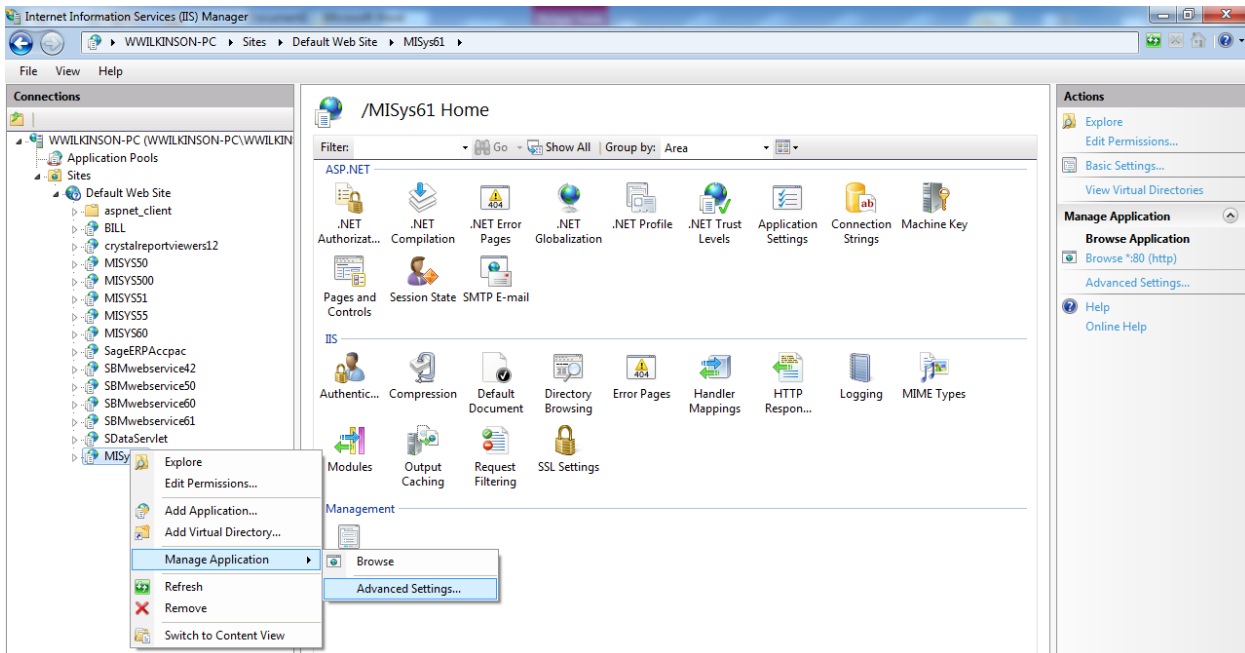 Internet Information Services (IIS) Manager
WWILKINSON-PC Sites Default Web Site MISys61
File View Help
Connections
WWILKINSON-PC (WWILKINSON-PC\WWILKIN
Application Pools
Sites
Default Web Site
aspnet_client
BILL
crystalreportviewers12
MISYS50
MISYS500
MISYS51
MISYS55
MISYS60
SageERPAccpac
SBMwebservice42
SBMwebservice50
SBMwebservice60
SBMwebservice61
SDataServlet
MISy
Explore
Edit Permissions...
Add Application...
Add Virtual Directory...
Manage Application
Refresh
Remove
Switch to Content View
Browse
Advanced Settings...
/MISys61 Home
Filter: Go Show All Group by: Area
ASP.NET
.NET Authorizat...
.NET Compilation
404
.NET Error Pages
.NET Globalization
.NET Profile
.NET Trust Levels
Application Settings
ab
Connection Strings
Machine Key
Pages and Controls
Session State
SMTP E-mail
IIS
Authentic...
Compression
Default Document
Directory Browsing
404
Error Pages
Handler Mappings
HTTP Respon...
Logging
MIME Types
Modules
Output Caching
Request Filtering
SSL Settings
Management
Actions
Explore
Edit Permissions...
Basic Settings...
View Virtual Directories
Manage Application
Browse Application
Browse *:80 (http)
Advanced Settings...
Help
Online Help